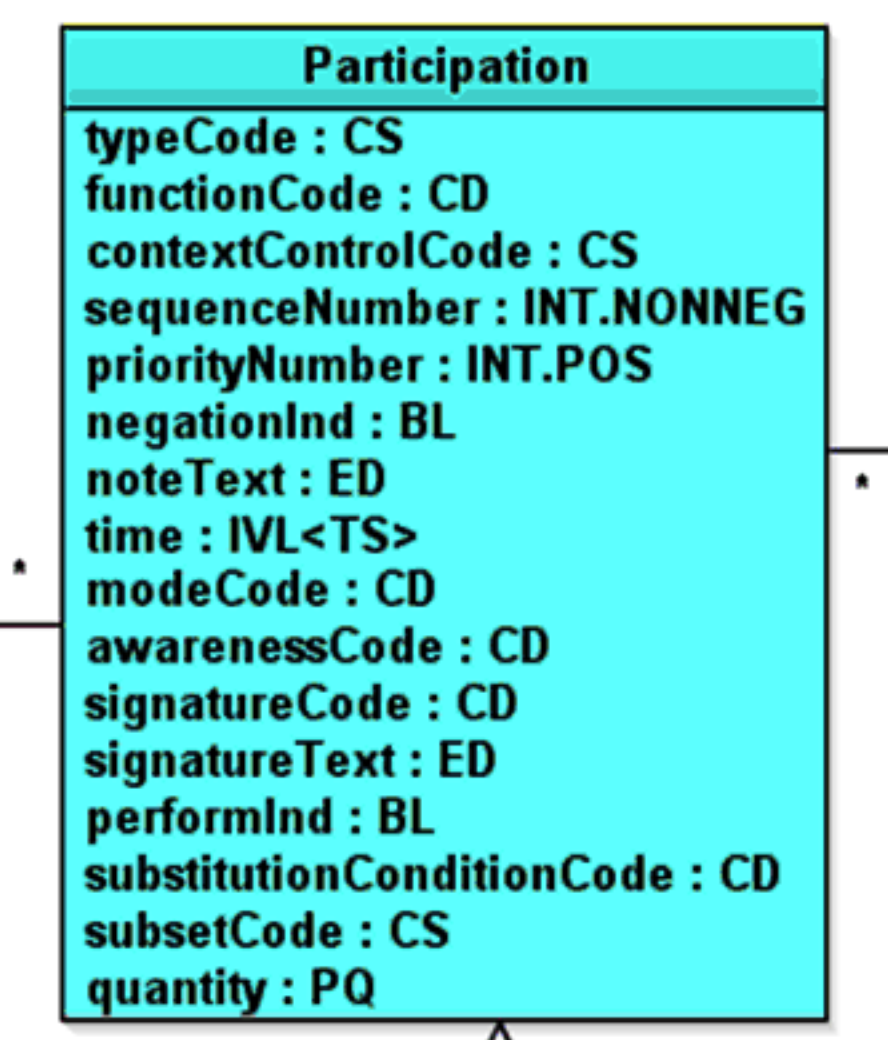 Participation
typeCode : CS
functionCode : CD
contextControlCode : CS
sequenceNumber : INT.NONNEG
priorityNumber : INT.POS
negationInd : BL
noteText : ED
time : IVL<TS>
modeCode : CD
awarenessCode : CD
signatureCode : CD
signatureText : ED
performInd : BL
substitutionConditionCode : CD
subsetCode : CS
quantity : PQ
*
*